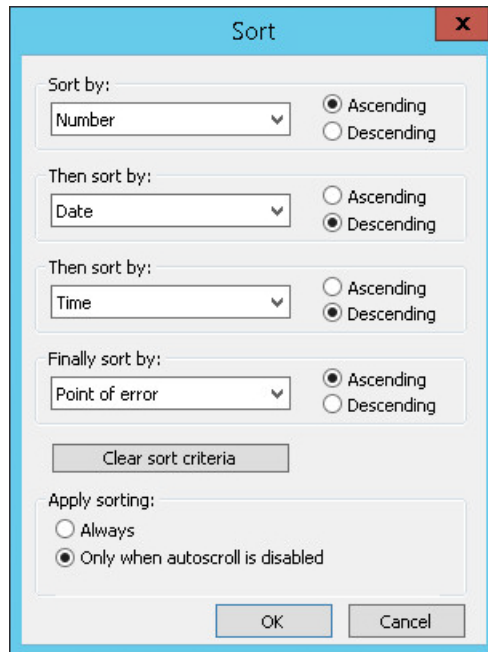 Sort
x
Sort by:
Number
Ascending
Descending
Then sort by:
Date
Ascending
Descending
Then sort by:
Time
Ascending
Descending
Finally sort by:
Point of error
Ascending
Descending
Clear sort criteria
Apply sorting:
Always
Only when autoscroll is disabled
OK
Cancel